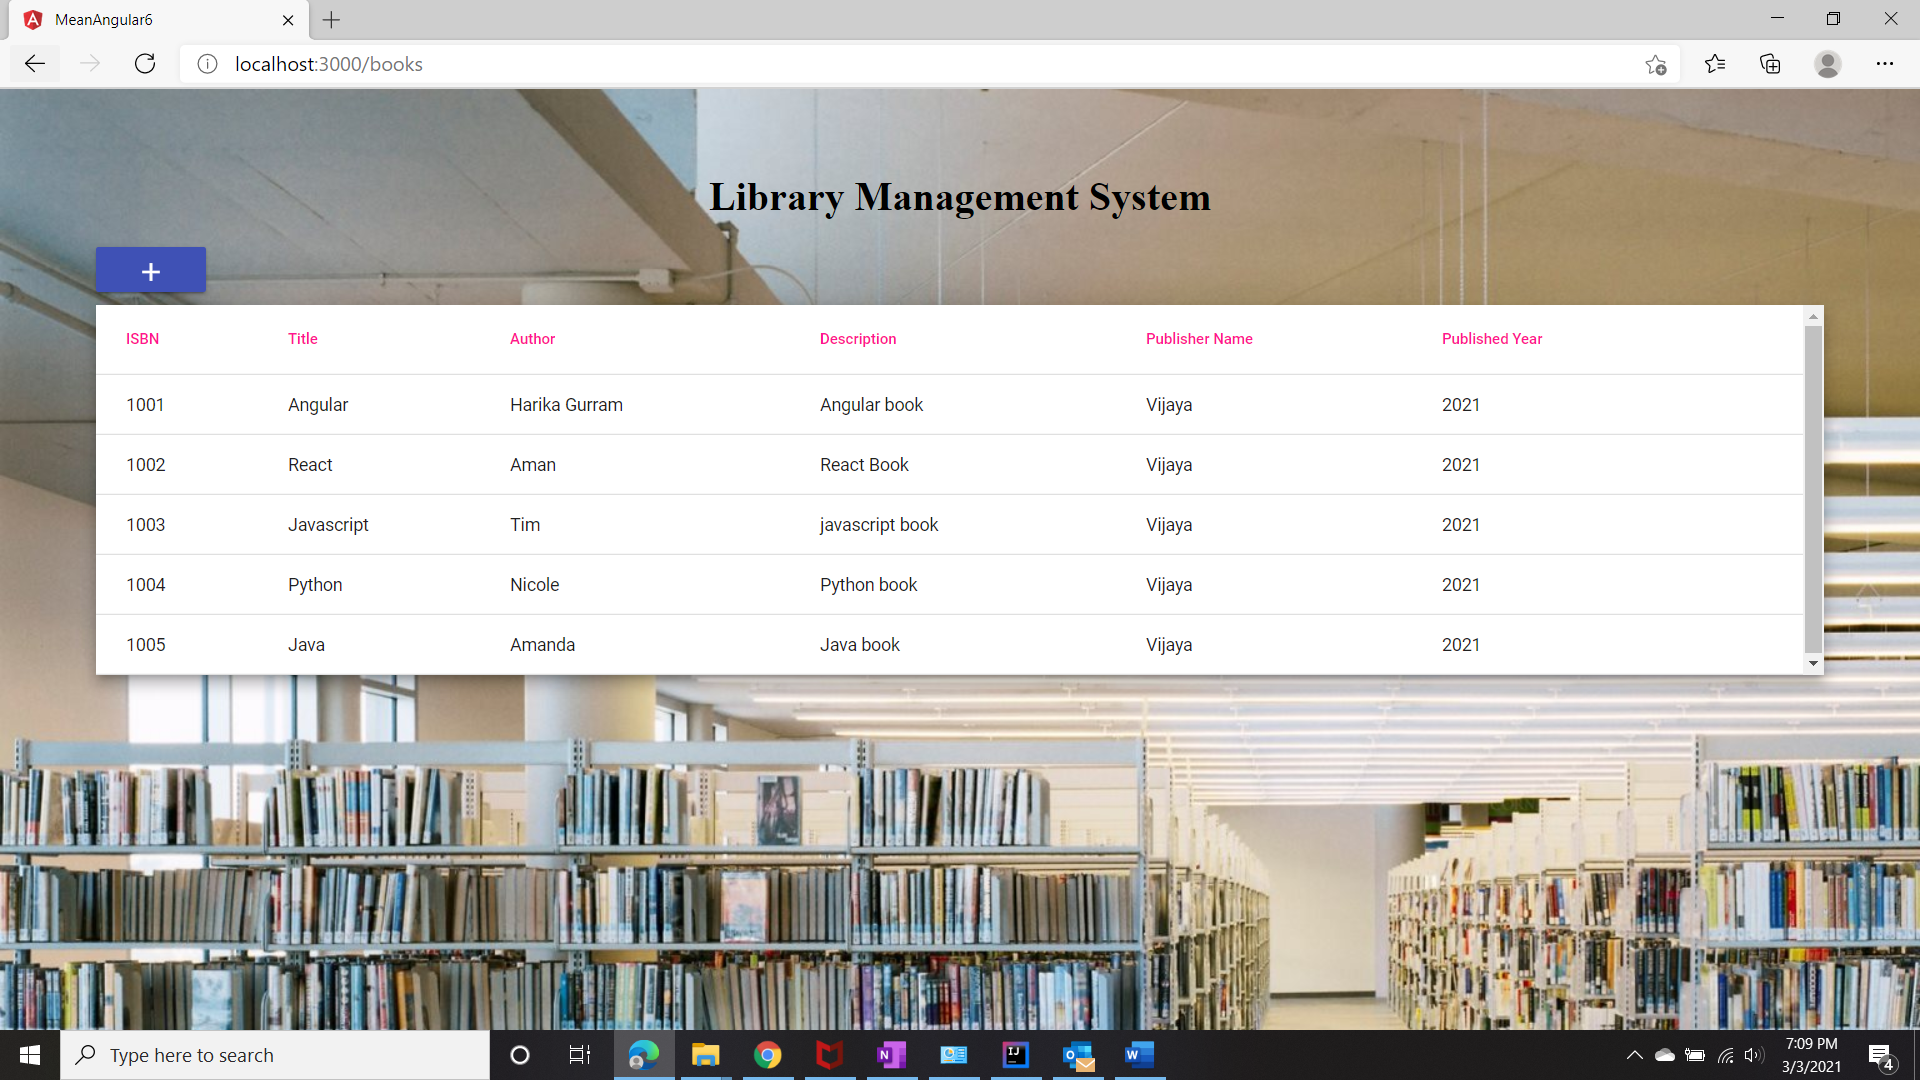 MeanAngular6
localhost:3000/books
Library Management System
+
ISBN Title Author Description Publisher Name Published Year
1001 Angular Harika Gurram Angular book Vijaya 2021
1002 React Aman React Book Vijaya 2021
1003 Javascript Tim javascript book Vijaya 2021
1004 Python Nicole Python book Vijaya 2021
1005 Java Amanda Java book Vijaya 2021
Type here to search
7:09 PM
3/3/2021
4